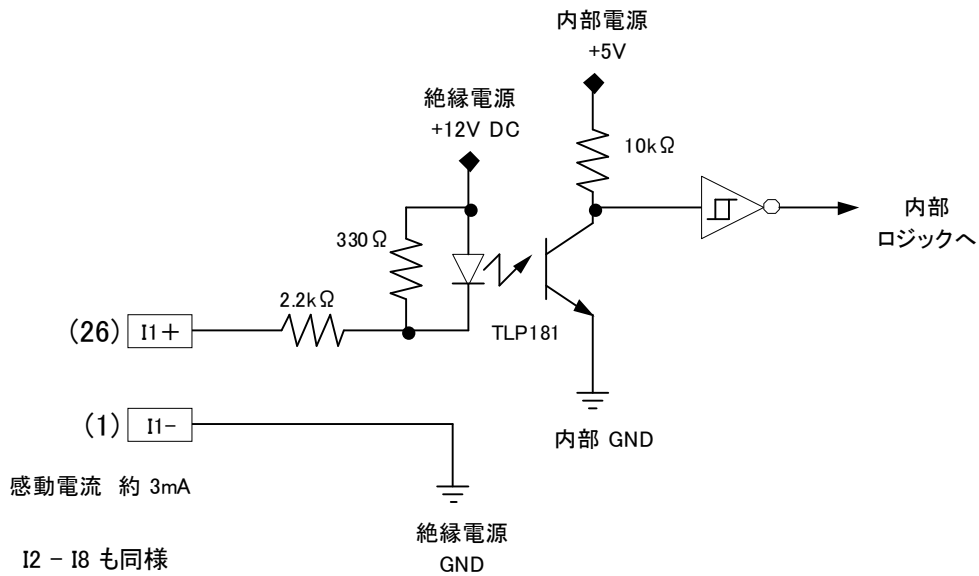 内部電源
+5V
絶縁電源
+12V DC
10kΩ
330Ω
内部
ロジックへ
2.2kΩ
(26) I1+
TLP181
(1) I1-
内部 GND
感動電流 約 3mA
絶縁電源
GND
I2 - I8 も同様